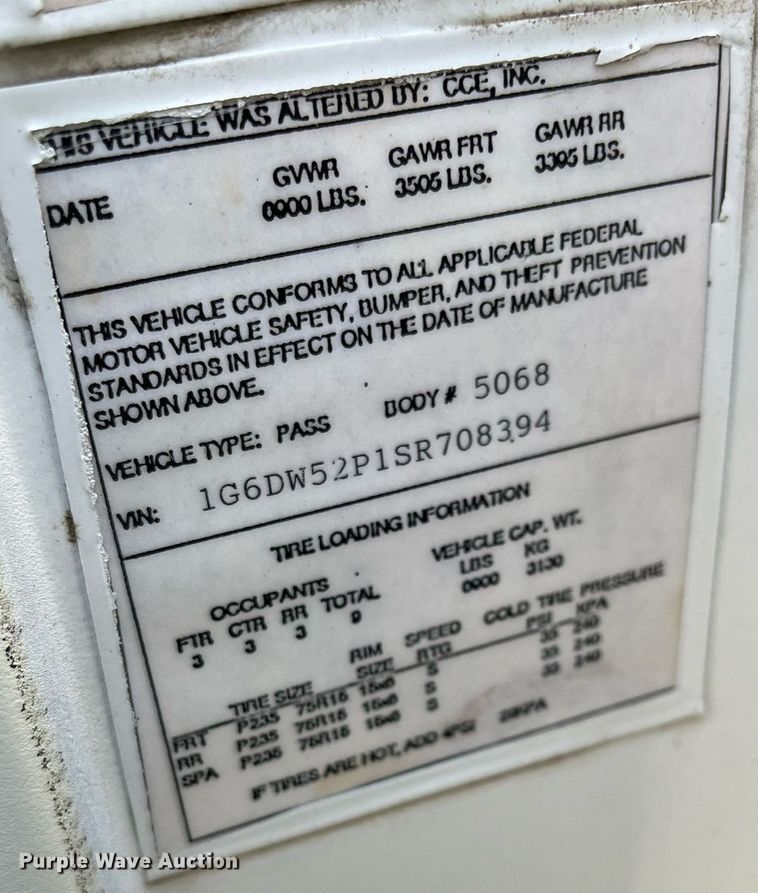 THIS VEHICLE WAS ALTERED BY: CCE, INC.
DATE GVWR GAWR FRT GAWR RR
LBS. 3505 LBS. LBS.
THIS VEHICLE CONFORMS TO ALL APPLICABLE FEDERAL
MOTOR VEHICLE SAFETY, BUMPER, AND THEFT PREVENTION
STANDARDS IN EFFECT ON THE DATE OF MANUFACTURE
SHOWN ABOVE.
VEHICLE TYPE: PASS BODY # 5068
VIN: 1G6DW52P1SR708394
TIRE LOADING INFORMATION
OCCUPANTS VEHICLE CAP. WT.
FTR CTR RR TOTAL LBS KG
3 3 3 9
TIRE SIZE RIM SIZE SPEED RTG COLD TIRE PRESSURE PSI KPA
FRT P235 75R15 15x6 S 35 240
RR P235 75R15 15x6 S 35 240
SPA P235 75R15 15x6 S 35 240
IF TIRES ARE HOT, ADD 4PSI
Purple Wave Auction